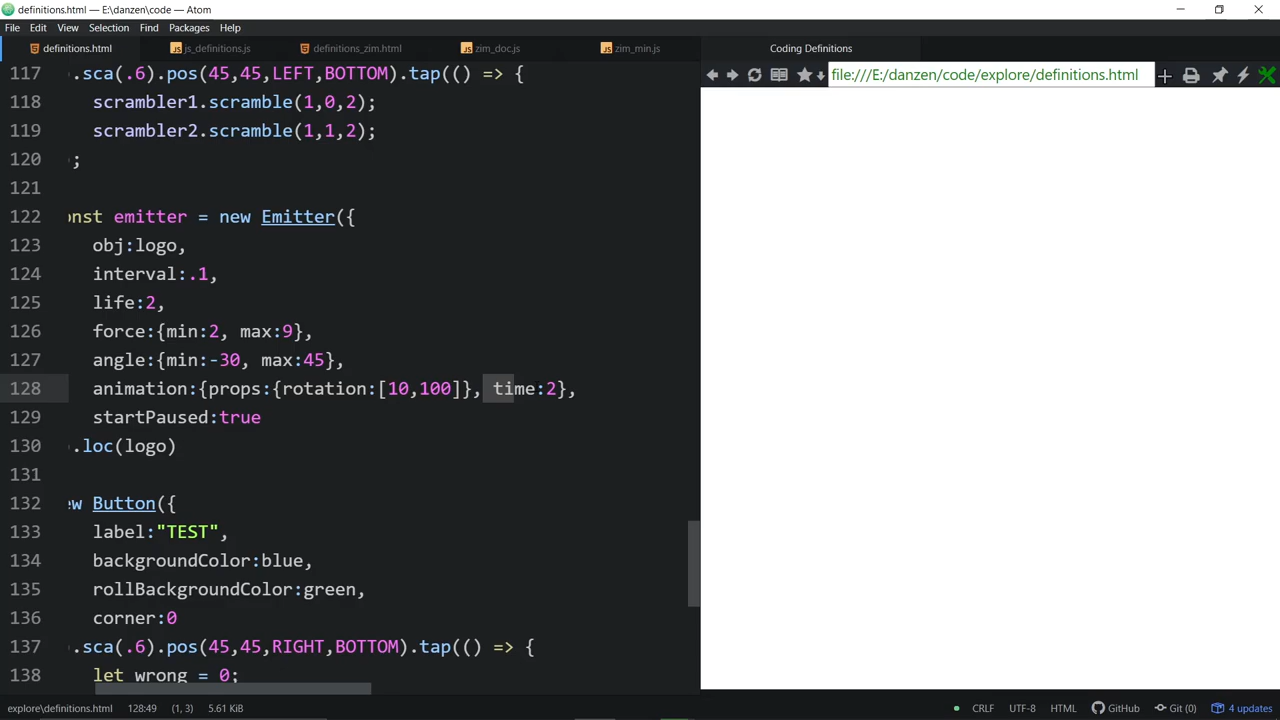 definitions.html — E:\danzen\code — Atom
File Edit View Selection Find Packages Help
definitions.html js_definitions.js definitions_zim.html zim_doc.js zim_min.js Coding Definitions
file:///E:/danzen/code/explore/definitions.html
117 .sca(.6).pos(45,45,LEFT,BOTTOM).tap(() => {
118 scrambler1.scramble(1,0,2);
119 scrambler2.scramble(1,1,2);
120 ;
121
122 onst emitter = new Emitter({
123 obj:logo,
124 interval:.1,
125 life:2,
126 force:{min:2, max:9},
127 angle:{min:-30, max:45},
128 animation:{props:{rotation:[10,100]}, time:2},
129 startPaused:true
130 .loc(logo)
131
132 ew Button({
133 label:"TEST",
134 backgroundColor:blue,
135 rollBackgroundColor:green,
136 corner:0
137 .sca(.6).pos(45,45,RIGHT,BOTTOM).tap(() => {
138 let wrong = 0;
explore\definitions.html 128:49 (1, 3) 5.61 KiB CRLF UTF-8 HTML GitHub Git (0) 4 updates